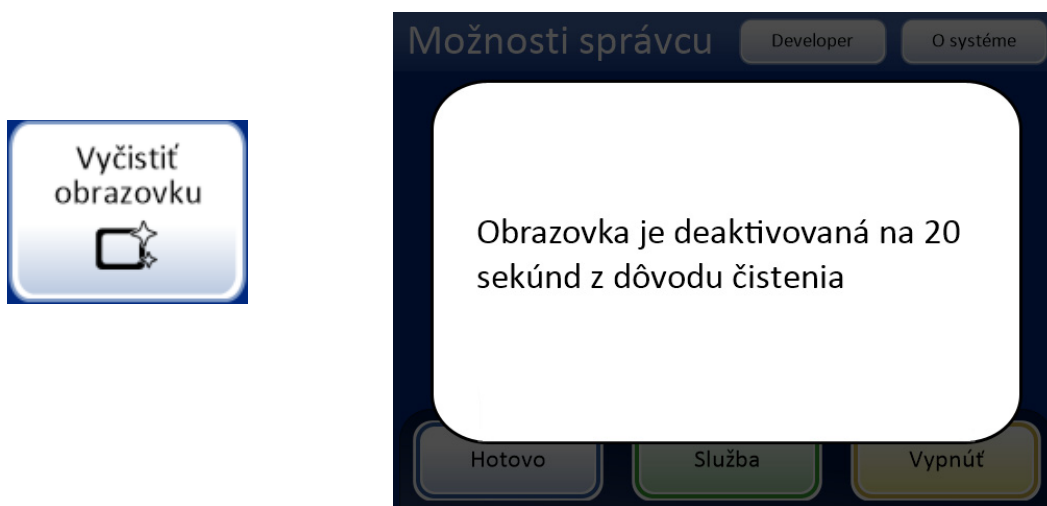 Vyčistiť
obrazovku
Možnosti správcu
Developer
O systéme
Obrazovka je deaktivovaná na 20
sekúnd z dôvodu čistenia
Hotovo
Služba
Vypnúť